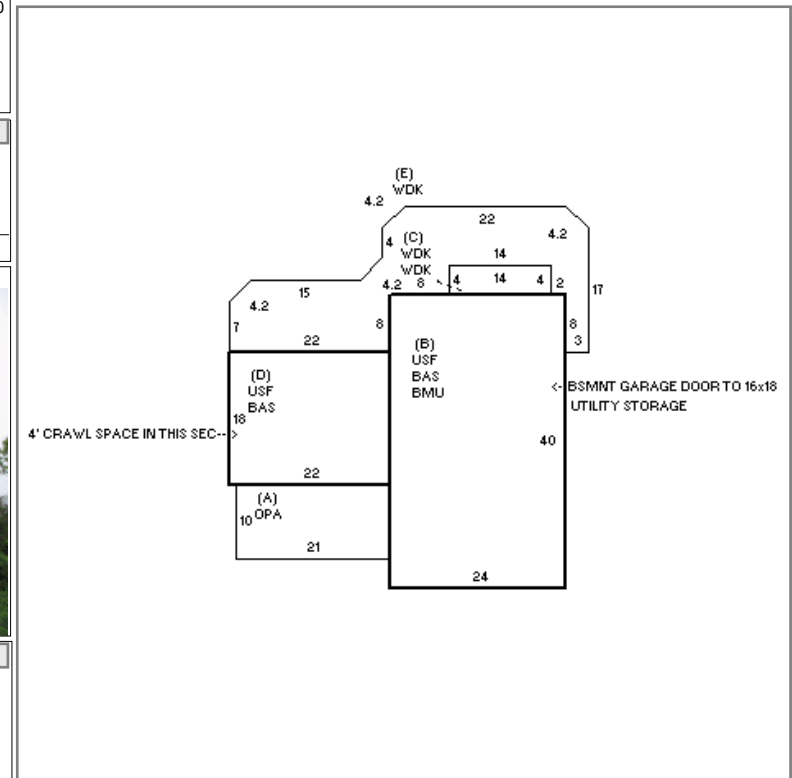 (E)
WDK
4.2
22
4.2
4
(C)
WDK
WDK
14
4.2
8
4
14
4
2
17
15
4.2
7
22
8
8
3
(B)
USF
BAS
BMU
(D)
USF
BAS
18
<- BSMNT GARAGE DOOR TO 16x18
UTILITY STORAGE
4' CRAWL SPACE IN THIS SEC-->
40
22
(A)
OPA
10
21
24